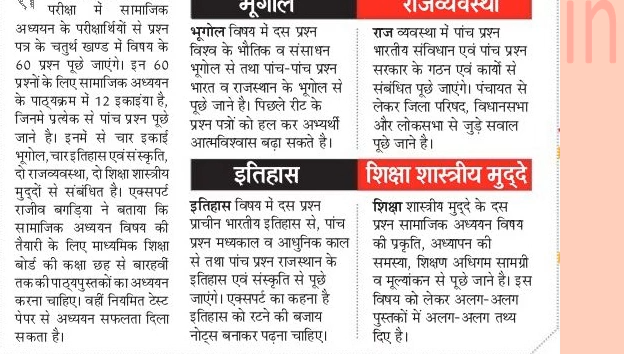 परीक्षा में सामाजिक
अध्ययन के परीक्षार्थियों से प्रश्न
पत्र के चतुर्थ खण्ड में विषय के
60 प्रश्न पूछे जाएंगे। इन 60
प्रश्नों के लिए सामाजिक अध्ययन
के पाठ्यक्रम में 12 इकाइंया है,
जिनमे प्रत्येक से पांच प्रश्न पूछे
जाने है। इनमें से चार इकाई
भूगोल, चार इतिहास एवं संस्कृति,
दो राजव्यवस्था, दो शिक्षा शास्त्रीय
मुद्दों से संबंधित है। एक्सपर्ट
राजीव बगड़िया ने बताया कि
सामाजिक अध्ययन विषय की
तैयारी के लिए माध्यमिक शिक्षा
बोर्ड की कक्षा छह से बारहवीं
तक की पाठ्यपुस्तकों का अध्ययन
करना चाहिए। वहीं नियमित टेस्ट
पेपर से अध्ययन सफलता दिला
सकता है।
भूगोल
भूगोल विषय में दस प्रश्न
विश्व के भौतिक व संसाधन
भूगोल से तथा पांच-पांच प्रश्न
भारत व राजस्थान के भूगोल से
पूछे जाने है। पिछले रीट के
प्रश्न पत्रों को हल कर अभ्यर्थी
आत्मविश्वास बढ़ा सकते है।
राजव्यवस्था
राज व्यवस्था में पांच प्रश्न
भारतीय संविधान एवं पांच प्रश्न
सरकार के गठन एवं कार्यो से
संबंधित पूछे जाएंगे। पंचायत से
लेकर जिला परिषद, विधानसभा
और लोकसभा से जुड़े सवाल
पूछे जाने है।
इतिहास
इतिहास विषय में दस प्रश्न
प्राचीन भारतीय इतिहास से, पांच
प्रश्न मध्यकाल व आधुनिक काल
से तथा पांच प्रश्न राजस्थान के
इतिहास एवं संस्कृति से पूछे
जाएंगे। एक्सपर्ट का कहना है
इतिहास को रटने की बजाय
नोट्स बनाकर पढ़ना चाहिए।
शिक्षा शास्त्रीय मुद्दे
शिक्षा शास्त्रीय मुद्दे के दस
प्रश्न सामाजिक अध्ययन विषय
की प्रकृति, अध्यापन की
समस्या, शिक्षण अधिगम सामग्री
व मूल्यांकन से पूछे जाने है। इस
विषय को लेकर अलग-अलग
पुस्तकों में अलग-अलग तथ्य
दिए है।
in